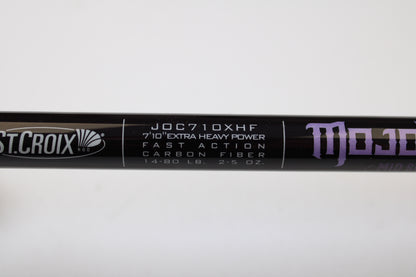 ST.CROIX
ROD
JOC710XHF
7'10" EXTRA HEAVY POWER
FAST ACTION
CARBON FIBER
14-80 LB. 2-5 OZ.
MOJO